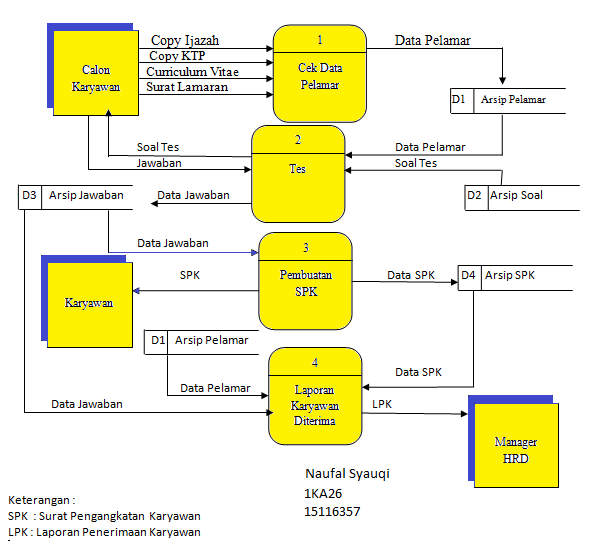 Calon
Karyawan
Copy Ijazah
Copy KTP
Curiculum Vitae
Surat Lamaran
1
Cek Data
Pelamar
Data Pelamar
D1 Arsip Pelamar
Soal Tes
Jawaban
2
Tes
Data Pelamar
Soal Tes
D3 Arsip Jawaban
Data Jawaban
D2 Arsip Soal
Data Jawaban
3
Pembuatan
SPK
Karyawan
SPK
Data SPK
D4 Arsip SPK
D1 Arsip Pelamar
4
Laporan
Karyawan
Diterima
Data Pelamar
Data Jawaban
Data SPK
LPK
Manager
HRD
Naufal Syauqi
1KA26
15116357
Keterangan :
SPK : Surat Pengangkatan Karyawan
LPK : Laporan Penerimaan Karyawan